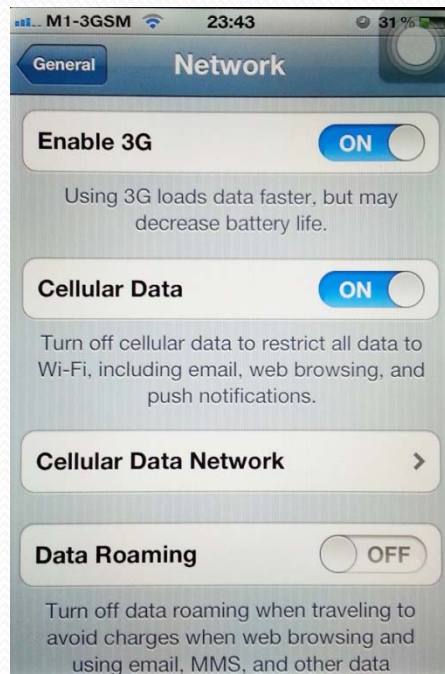 M1-3GSM 23:43 31%
General Network
Enable 3G ON
Using 3G loads data faster, but may
decrease battery life.
Cellular Data ON
Turn off cellular data to restrict all data to
Wi-Fi, including email, web browsing, and
push notifications.
Cellular Data Network
Data Roaming OFF
Turn off data roaming when traveling to
avoid charges when web browsing and
using email, MMS, and other data